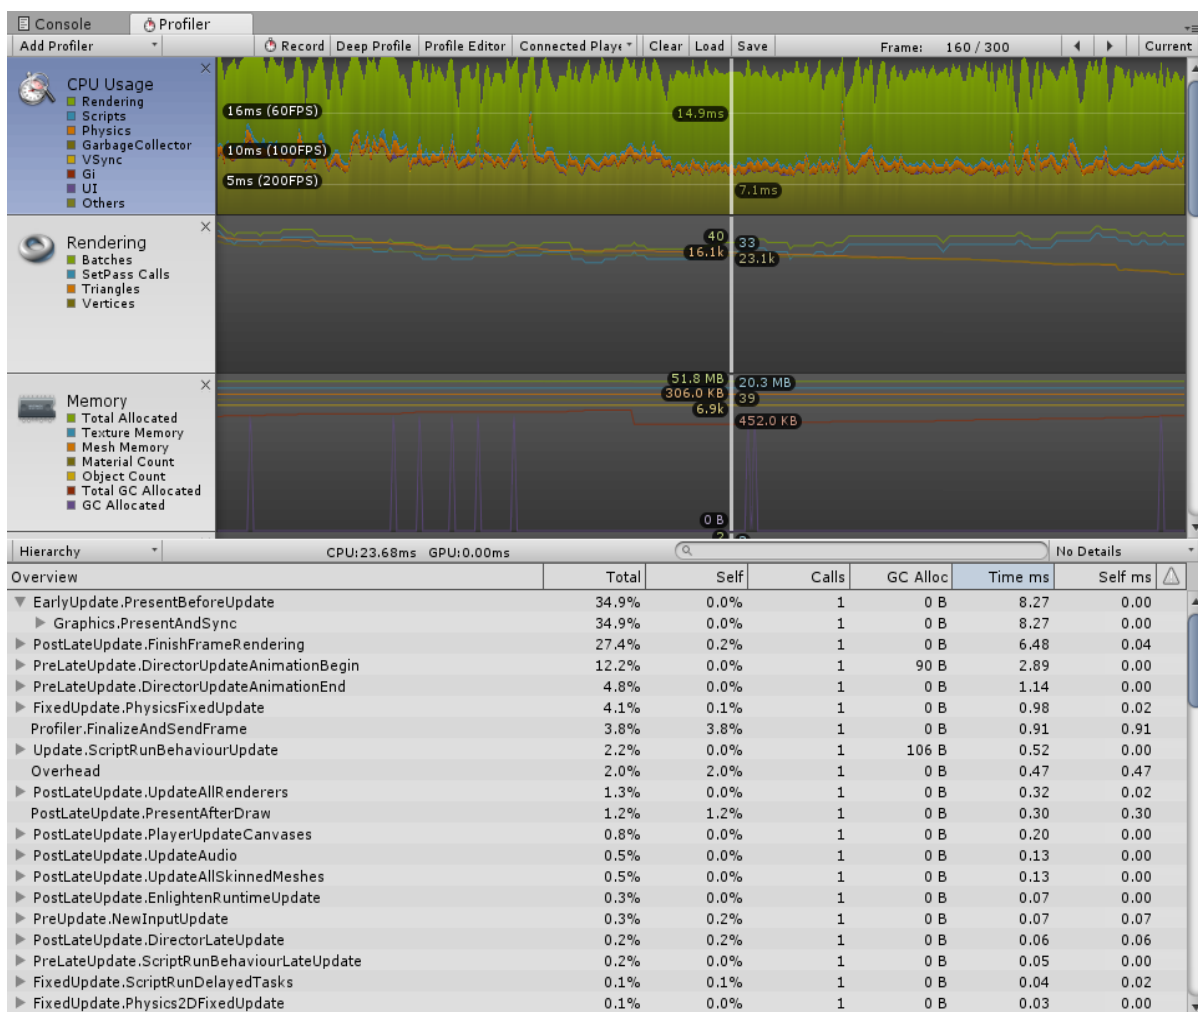 Console Profiler
Add Profiler Record Deep Profile Profile Editor Connected Playe Clear Load Save Frame: 160 / 300 Current
CPU Usage
Rendering
Scripts
Physics
GarbageCollector
VSync
Gi
UI
Others
16ms (60FPS)
10ms (100FPS)
5ms (200FPS)
14.9ms
7.1ms
Rendering
Batches
SetPass Calls
Triangles
Vertices
40 33
16.1k 23.1k
Memory
Total Allocated
Texture Memory
Mesh Memory
Material Count
Object Count
Total GC Allocated
GC Allocated
51.8 MB 20.3 MB
306.0 KB 39
6.9k
452.0 KB
0 B
Hierarchy CPU:23.68ms GPU:0.00ms No Details
Overview Total Self Calls GC Alloc Time ms Self ms
EarlyUpdate.PresentBeforeUpdate 34.9% 0.0% 1 0 B 8.27 0.00
Graphics.PresentAndSync 34.9% 0.0% 1 0 B 8.27 0.00
PostLateUpdate.FinishFrameRendering 27.4% 0.2% 1 0 B 6.48 0.04
PreLateUpdate.DirectorUpdateAnimationBegin 12.2% 0.0% 1 90 B 2.89 0.00
PreLateUpdate.DirectorUpdateAnimationEnd 4.8% 0.0% 1 0 B 1.14 0.00
FixedUpdate.PhysicsFixedUpdate 4.1% 0.1% 1 0 B 0.98 0.02
Profiler.FinalizeAndSendFrame 3.8% 3.8% 1 0 B 0.91 0.91
Update.ScriptRunBehaviourUpdate 2.2% 0.0% 1 106 B 0.52 0.00
Overhead 2.0% 2.0% 1 0 B 0.47 0.47
PostLateUpdate.UpdateAllRenderers 1.3% 0.0% 1 0 B 0.32 0.02
PostLateUpdate.PresentAfterDraw 1.2% 1.2% 1 0 B 0.30 0.30
PostLateUpdate.PlayerUpdateCanvases 0.8% 0.0% 1 0 B 0.20 0.00
PostLateUpdate.UpdateAudio 0.5% 0.0% 1 0 B 0.13 0.00
PostLateUpdate.UpdateAllSkinnedMeshes 0.5% 0.0% 1 0 B 0.13 0.00
PostLateUpdate.EnlightenRuntimeUpdate 0.3% 0.0% 1 0 B 0.07 0.00
PreUpdate.NewInputUpdate 0.3% 0.2% 1 0 B 0.07 0.07
PostLateUpdate.DirectorLateUpdate 0.2% 0.2% 1 0 B 0.06 0.06
PreLateUpdate.ScriptRunBehaviourLateUpdate 0.2% 0.0% 1 0 B 0.05 0.00
FixedUpdate.ScriptRunDelayedTasks 0.1% 0.1% 1 0 B 0.04 0.02
FixedUpdate.Physics2DFixedUpdate 0.1% 0.0% 1 0 B 0.03 0.00